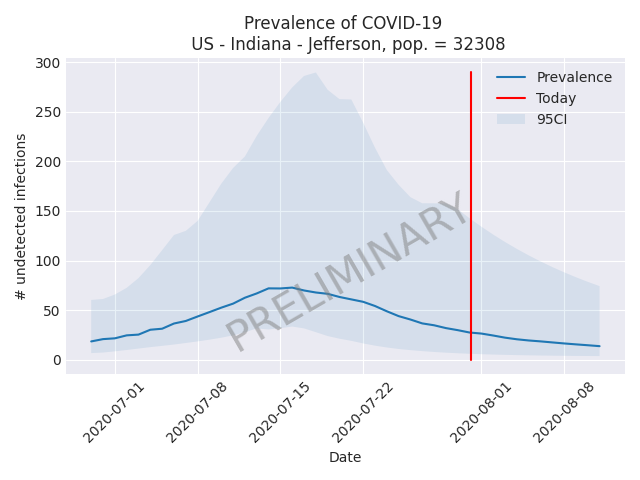 Prevalence of COVID-19
US - Indiana - Jefferson, pop. = 32308
300
250
200
150
100
50
0
# undetected infections
Prevalence
Today
95CI
PRELIMINARY
2020-07-01
2020-07-08
2020-07-15
2020-07-22
2020-08-01
2020-08-08
Date